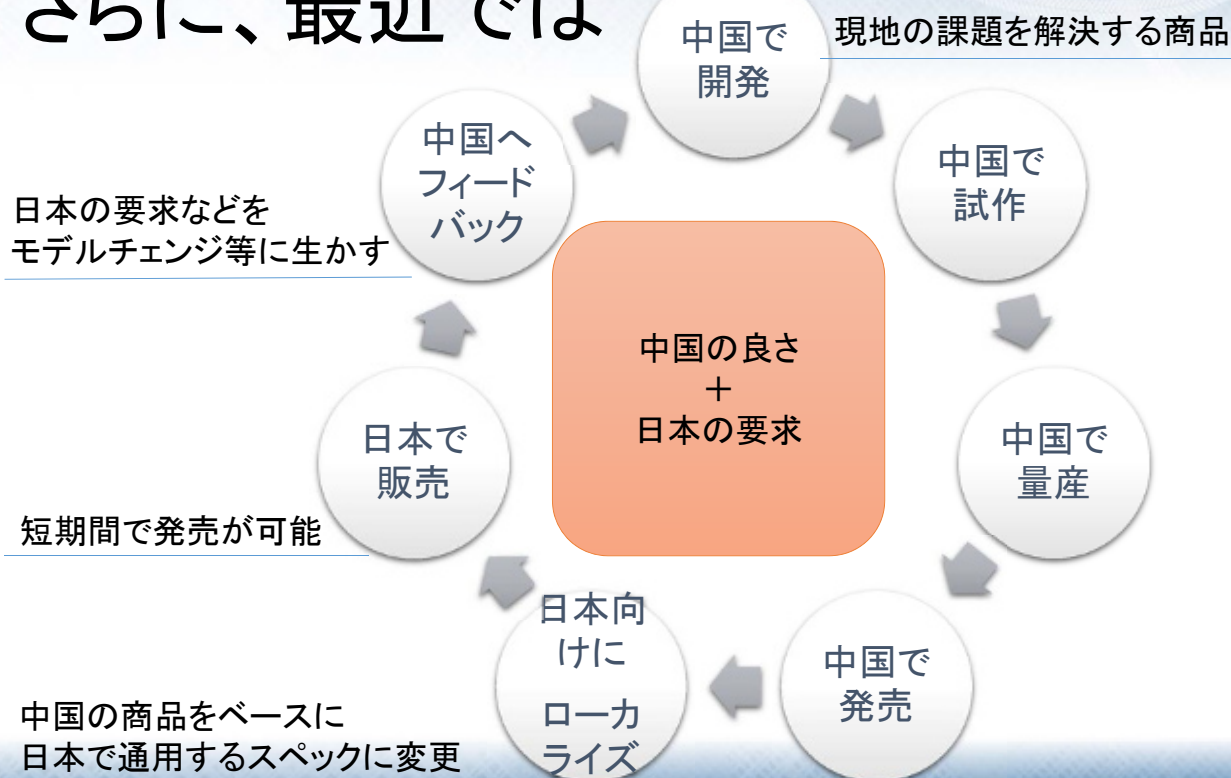 さらに、最近では
中国で
開発
現地の課題を解決する商品
中国で
試作
中国で
量産
中国で
発売
日本向
けに
ローカ
ライズ
中国の商品をベースに
日本で通用するスペックに変更
日本で
販売
短期間で発売が可能
中国へ
フィード
バック
日本の要求などを
モデルチェンジ等に生かす
中国の良さ
＋
日本の要求